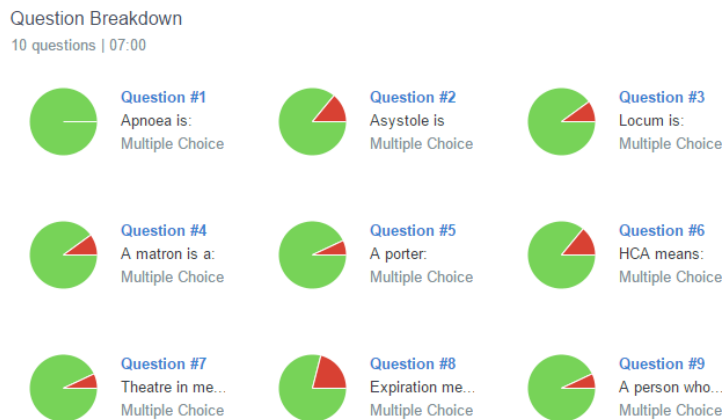 Question Breakdown
10 questions | 07:00
Question #1
Apnoea is:
Multiple Choice
Question #2
Asystole is
Multiple Choice
Question #3
Locum is:
Multiple Choice
Question #4
A matron is a:
Multiple Choice
Question #5
A porter:
Multiple Choice
Question #6
HCA means:
Multiple Choice
Question #7
Theatre in me...
Multiple Choice
Question #8
Expiration me...
Multiple Choice
Question #9
A person who...
Multiple Choice